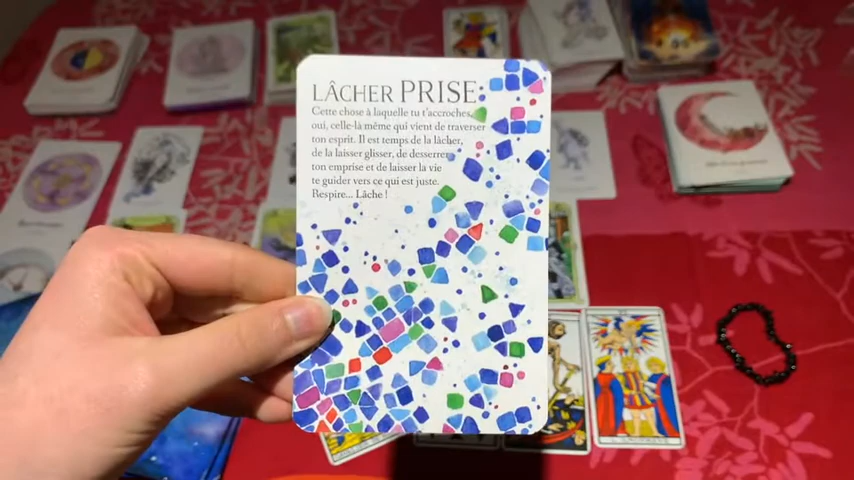 LÂCHER PRISE
Cette chose à laquelle tu t'accroches,
oui, celle-là même qui vient de traverser
ton esprit. Il est temps de la lâcher,
de la laisser glisser, de desserrer
ton emprise et de laisser la vie
te guider vers ce qui est juste.
Respire... Lâche !